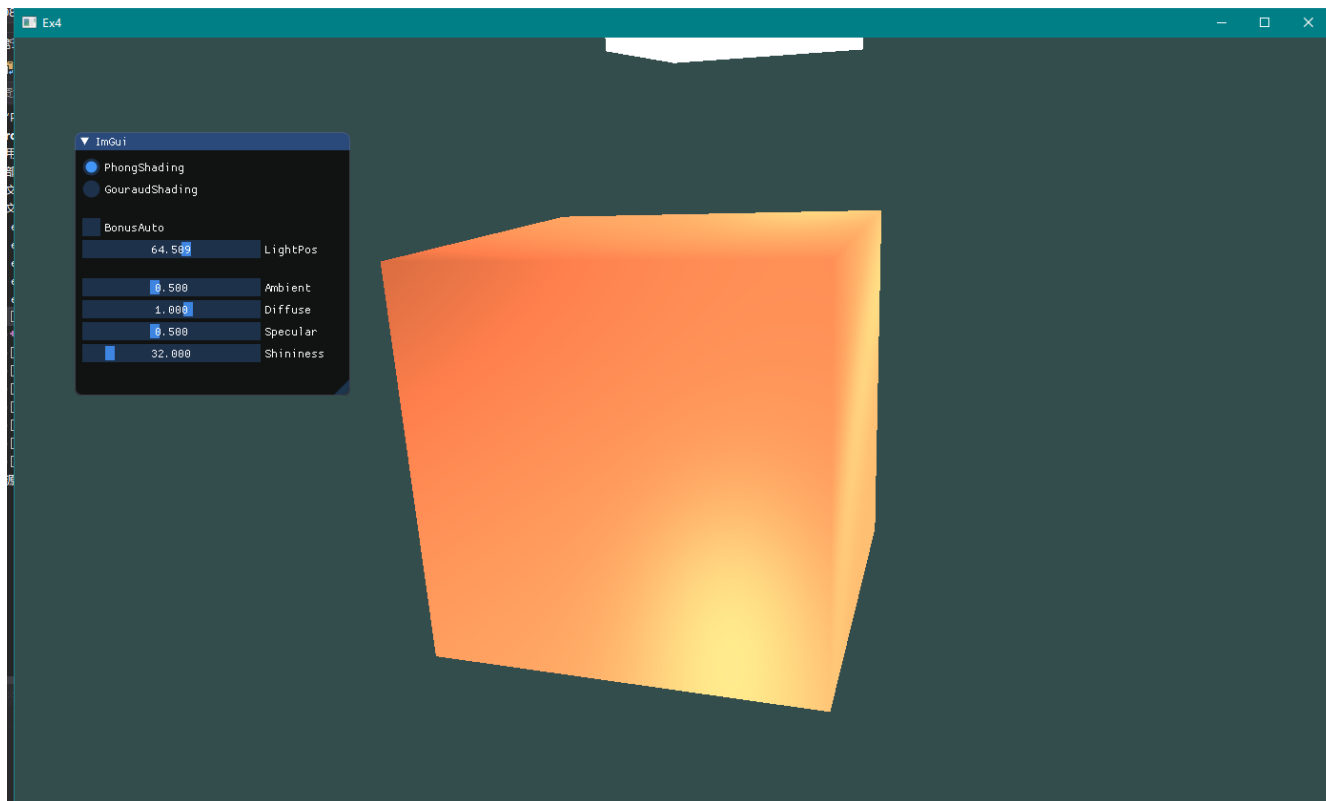 Ex4
ImGui
PhongShading
GouraudShading
BonusAuto
64.509 LightPos
0.500 Ambient
1.000 Diffuse
0.500 Specular
32.000 Shininess